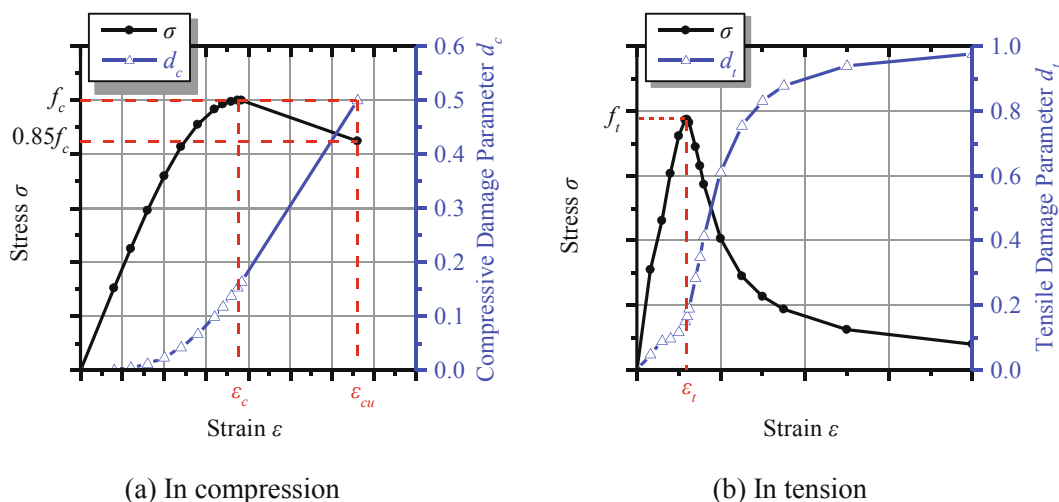 σ
d_c
f_c
0.85f_c
Stress σ
0.6
0.5
0.4
0.3
0.2
0.1
0.0
Compressive Damage Parameter d_c
ε_c
ε_cu
Strain ε
(a) In compression
σ
d_t
f_t
Stress σ
1.0
0.8
0.6
0.4
0.2
0.0
Tensile Damage Parameter d_t
ε_t
Strain ε
(b) In tension